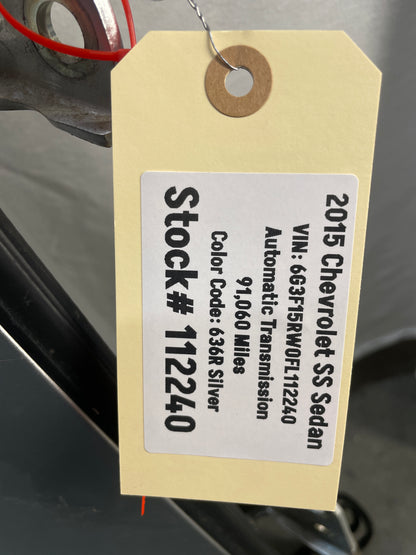 2015 Chevrolet SS Sedan
VIN: 6G3F15RW0FL112240
Automatic Transmission
91,060 Miles
Color Code: 636R Silver
Stock# 112240